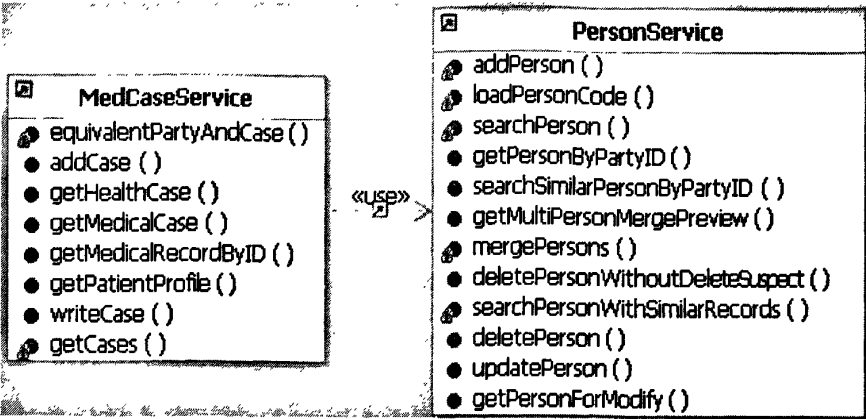 MedCaseService
equivalentPartyAndCase ( )
addCase ( )
getHealthCase ( )
getMedicalCase ( )
getMedicalRecordByID ( )
getPatientProfile ( )
writeCase ( )
getCases ( )
«use»
PersonService
addPerson ( )
loadPersonCode ( )
searchPerson ( )
getPersonByPartyID ( )
searchSimilarPersonByPartyID ( )
getMultiPersonMergePreview ( )
mergePersons ( )
deletePersonWithoutDeleteSuspect ( )
searchPersonWithSimilarRecords ( )
deletePerson ( )
updatePerson ( )
getPersonForModify ( )